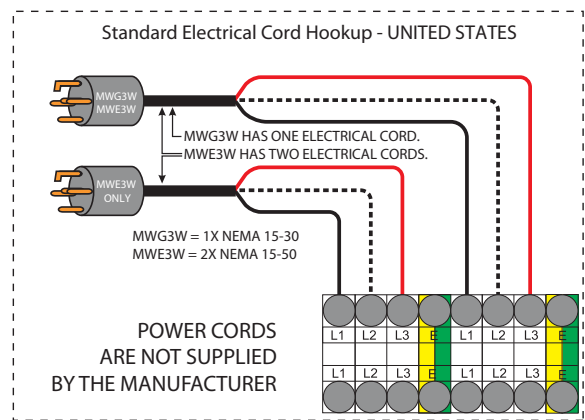 Standard Electrical Cord Hookup - UNITED STATES
MWG3W
MWE3W
MWG3W HAS ONE ELECTRICAL CORD.
MWE3W HAS TWO ELECTRICAL CORDS.
MWE3W
ONLY
MWG3W = 1X NEMA 15-30
MWE3W = 2X NEMA 15-50
POWER CORDS
ARE NOT SUPPLIED
BY THE MANUFACTURER
L1 L2 L3 E L1 L2 L3 E
L1 L2 L3 E L1 L2 L3 E